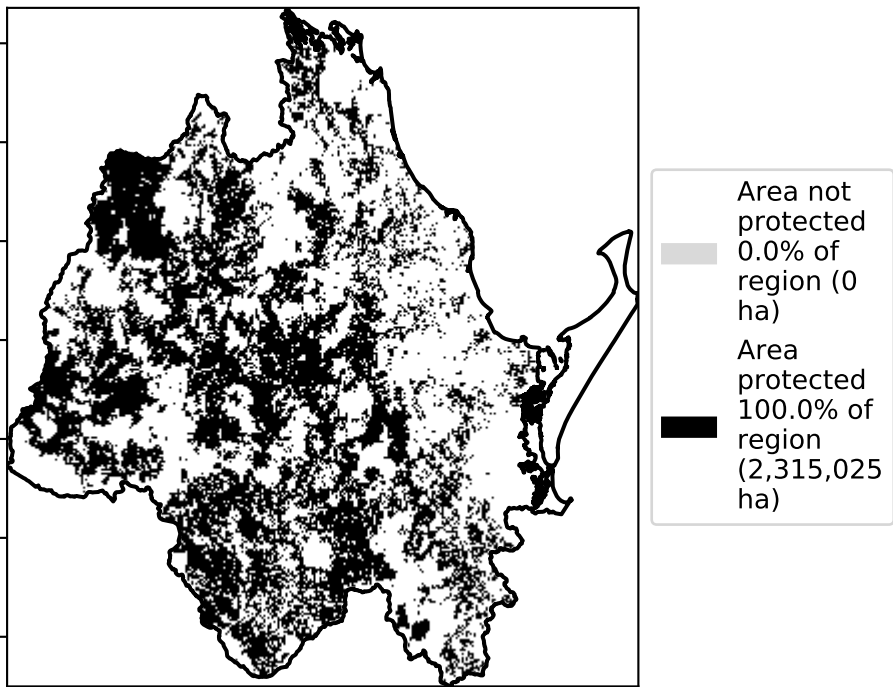 Area not
protected
0.0% of
region (0
ha)
Area
protected
100.0% of
region
(2,315,025
ha)